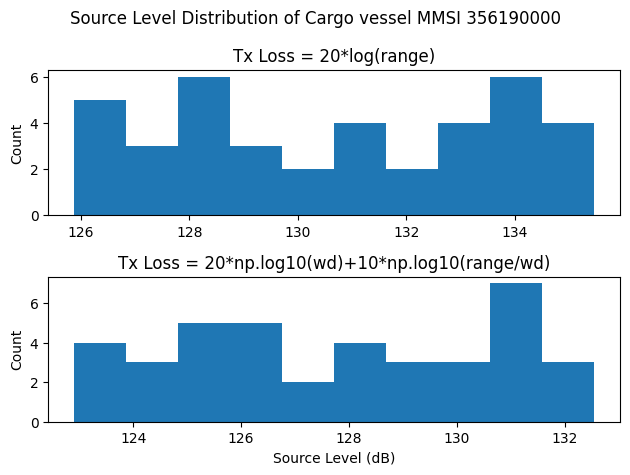 Source Level Distribution of Cargo vessel MMSI 356190000
Tx Loss = 20*log(range)
6
4
2
0
Count
126 128 130 132 134
Tx Loss = 20*np.log10(wd)+10*np.log10(range/wd)
6
4
2
0
Count
124 126 128 130 132
Source Level (dB)